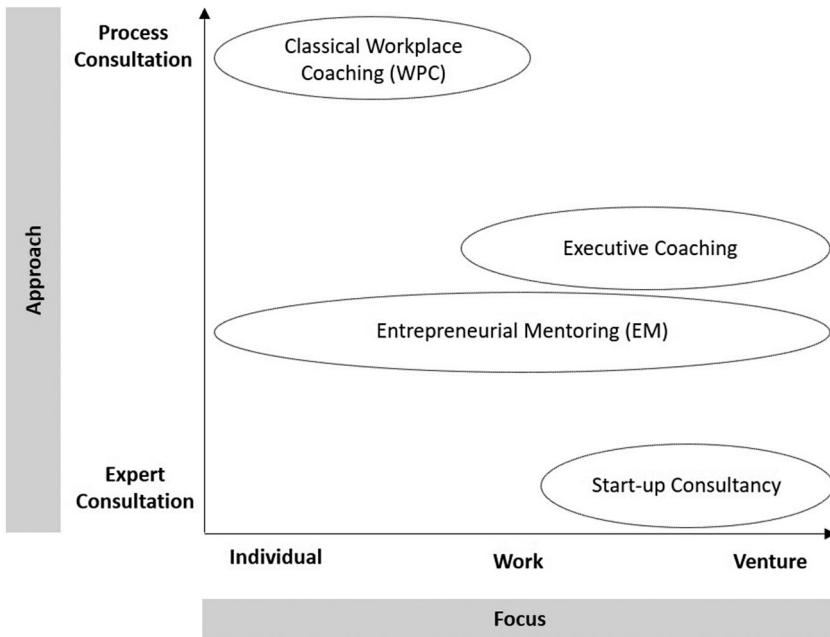 Process
Consultation
Classical Workplace
Coaching (WPC)
Executive Coaching
Approach
Entrepreneurial Mentoring (EM)
Expert
Consultation
Start-up Consultancy
Individual
Work
Venture
Focus